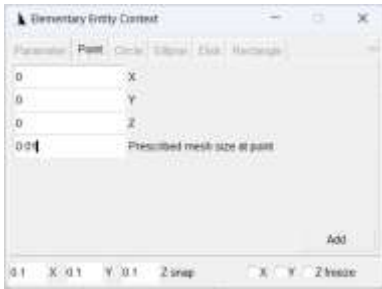 Elementary Entity Context
Parameter Point Circle Ellipse Disk Rectangle
0 X
0 Y
0 Z
0.01 Prescribed mesh size at point
Add
0.1 X 0.1 Y 0.1 Z snap X Y Z freeze